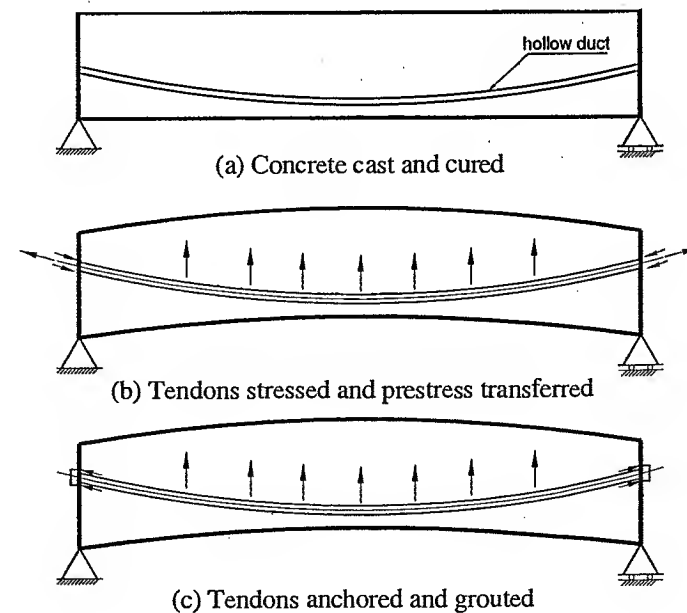 hollow duct
(a) Concrete cast and cured
(b) Tendons stressed and prestress transferred
(c) Tendons anchored and grouted